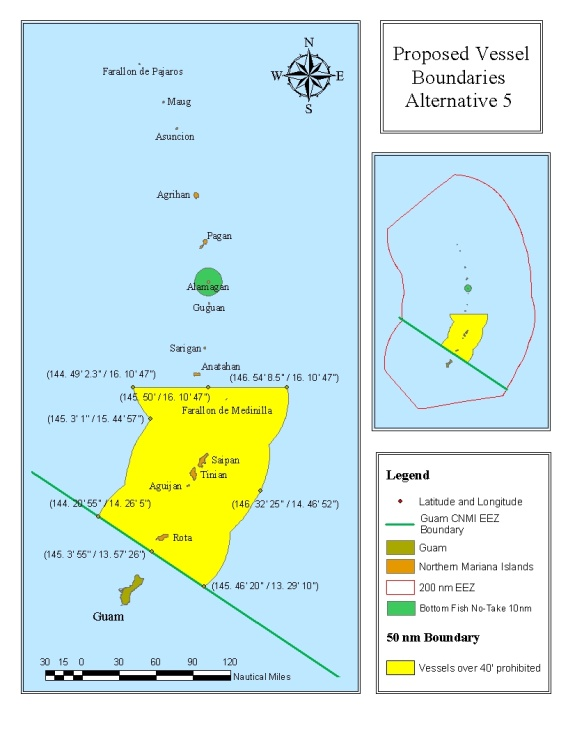 N
W
E
S
Farallon de Pajaros
Maug
Asuncion
Agrihan
Pagan
Alamagan
Guguan
Sarigan
Anatahan
(144. 49' 2.3" / 16. 10' 47")
(146. 54' 8.5" / 16. 10' 47")
(145. 50' / 16. 10' 47")
Farallon de Medinilla
(145. 3' 1" / 15. 44' 57")
Saipan
Tinian
Aguijan
(144. 20' 55" / 14. 26' 5")
(146. 32' 25" / 14. 46' 52")
Rota
(145. 3' 55" / 13. 57' 26")
(145. 46' 20" / 13. 29' 10")
Guam
30 15 0 30 60 90 120
Nautical Miles
Proposed Vessel
Boundaries
Alternative 5
Legend
Latitude and Longitude
Guam CNMI EEZ
Boundary
Guam
Northern Mariana Islands
200 nm EEZ
Bottom Fish No-Take 10nm
50 nm Boundary
Vessels over 40' prohibited